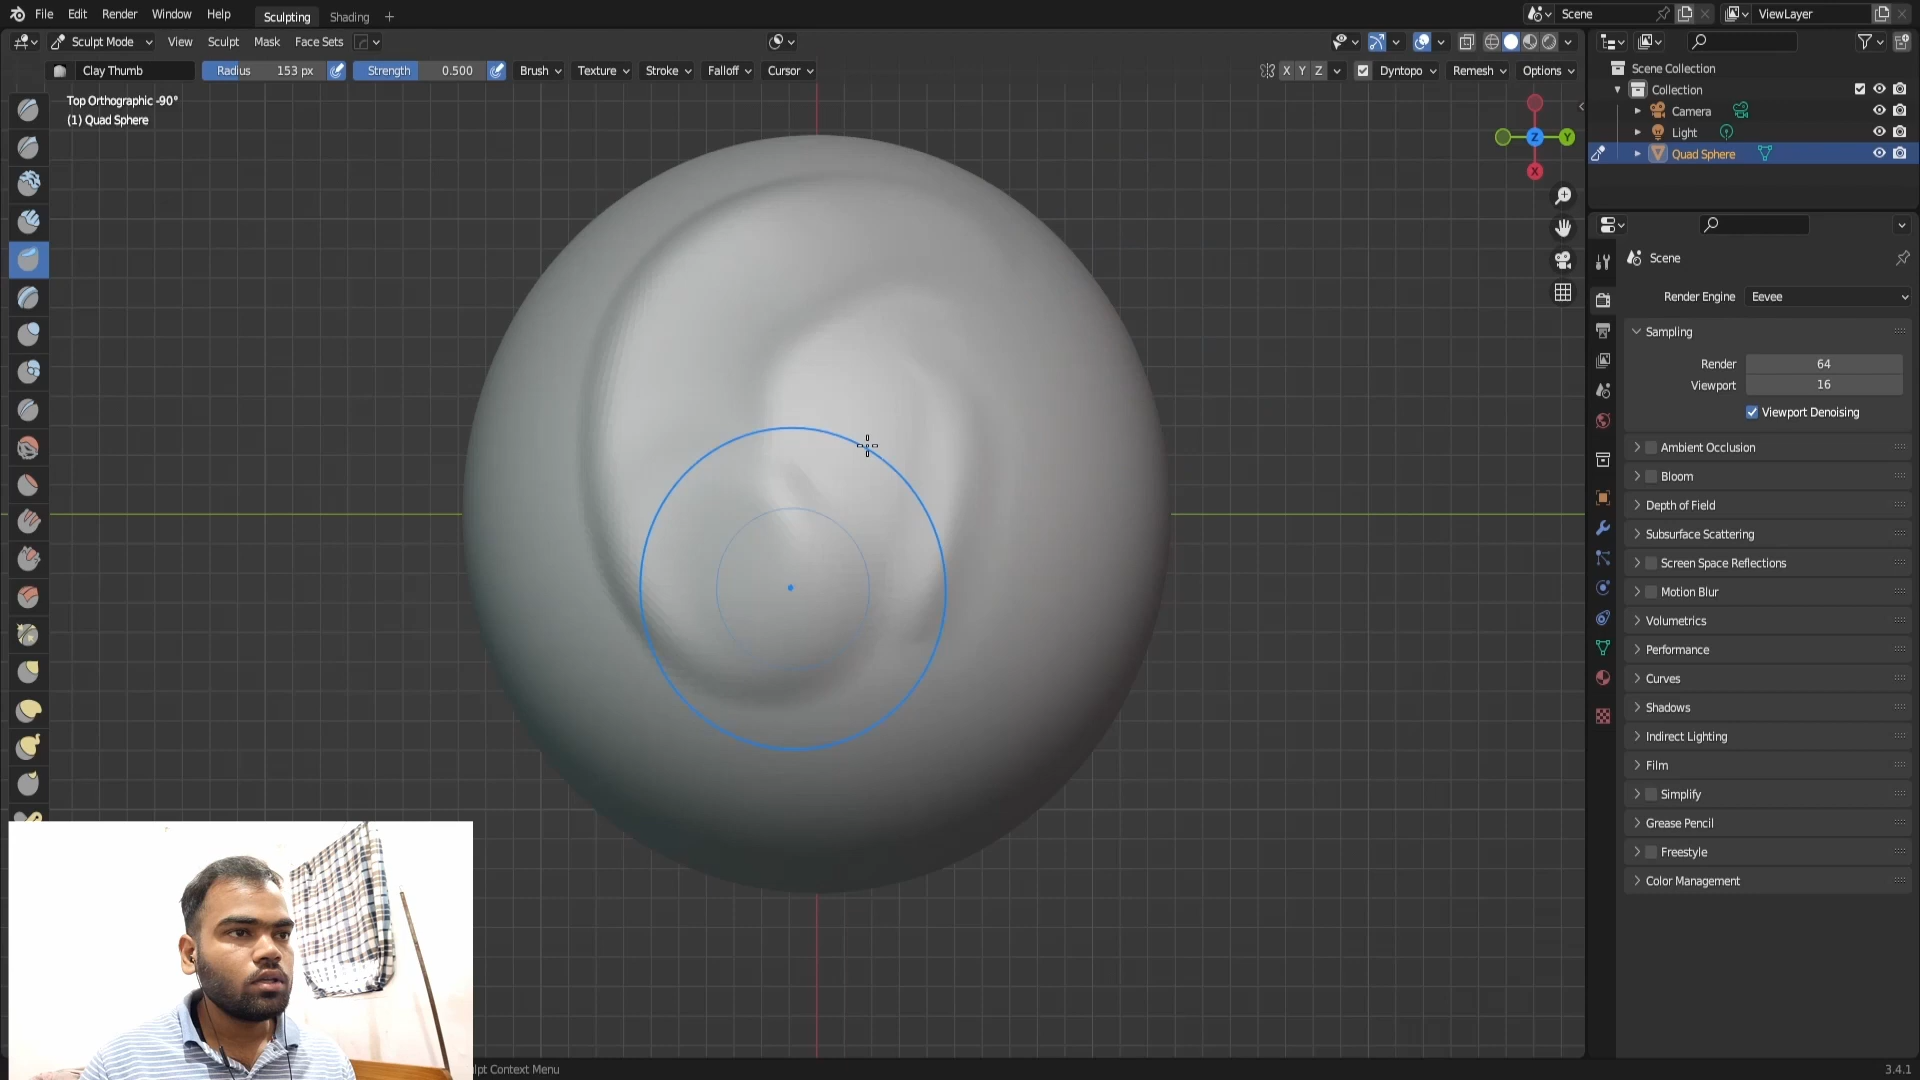 File Edit Render Window Help Sculpting Shading + Scene ViewLayer
Sculpt Mode View Sculpt Mask Face Sets
Clay Thumb Radius 153 px Strength 0.500 Brush Texture Stroke Falloff Cursor X Y Z Dyntopo Remesh Options
Top Orthographic -90°
(1) Quad Sphere
Z
Y
X
Scene Collection
Collection
Camera
Light
Quad Sphere
Scene
Render Engine Eevee
Sampling
Render 64
Viewport 16
Viewport Denoising
Ambient Occlusion
Bloom
Depth of Field
Subsurface Scattering
Screen Space Reflections
Motion Blur
Volumetrics
Performance
Curves
Shadows
Indirect Lighting
Film
Simplify
Grease Pencil
Freestyle
Color Management
lpt Context Menu
3.4.1